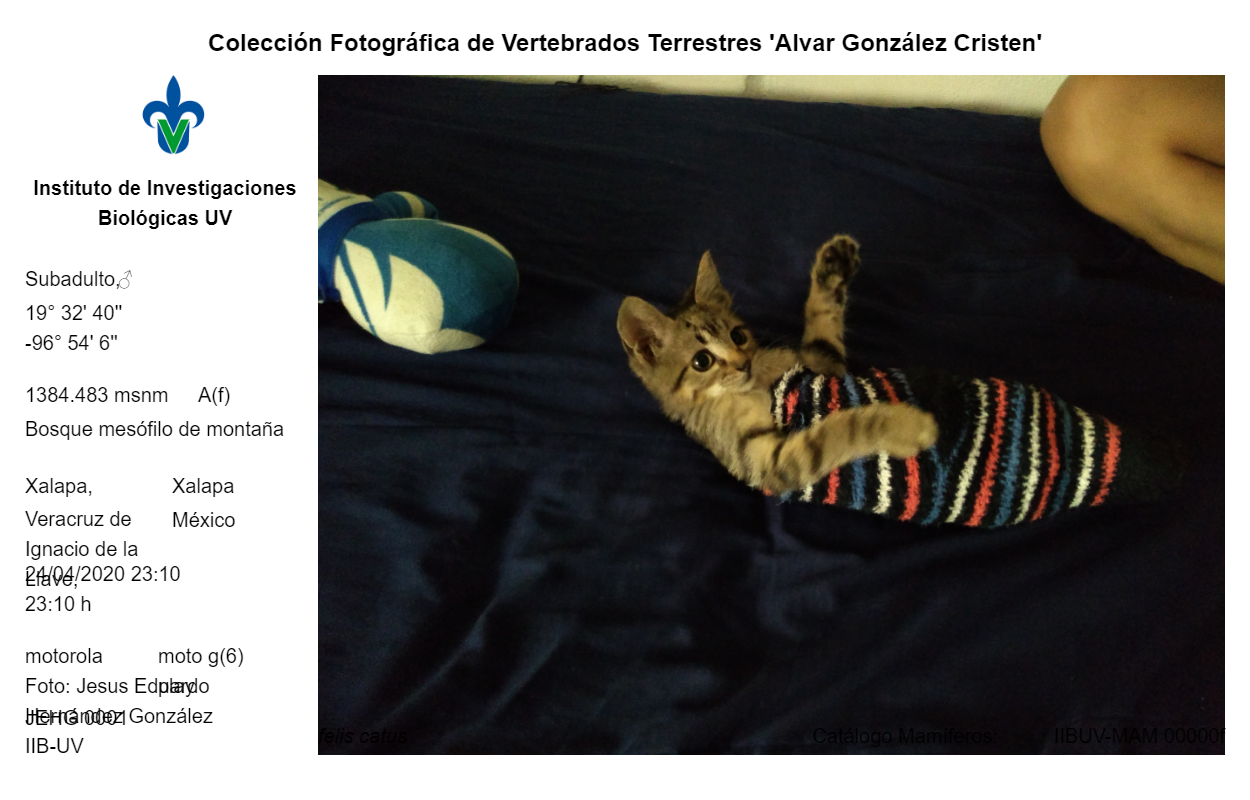 Colección Fotográfica de Vertebrados Terrestres 'Alvar González Cristen'
Instituto de Investigaciones
Biológicas UV
Subadulto,♂
19° 32' 40''
-96° 54' 6''
1384.483 msnm A(f)
Bosque mesófilo de montaña
Xalapa, Xalapa
Veracruz de México
Ignacio de la
Llave,
24/04/2020 23:10
23:10 h
motorola moto g(6)
play
Foto: Jesus Eduardo
Hernández González
JEHG 0001
IIB-UV
felis catus Catálogo Mamíferos: IIBUV-MAM 000005